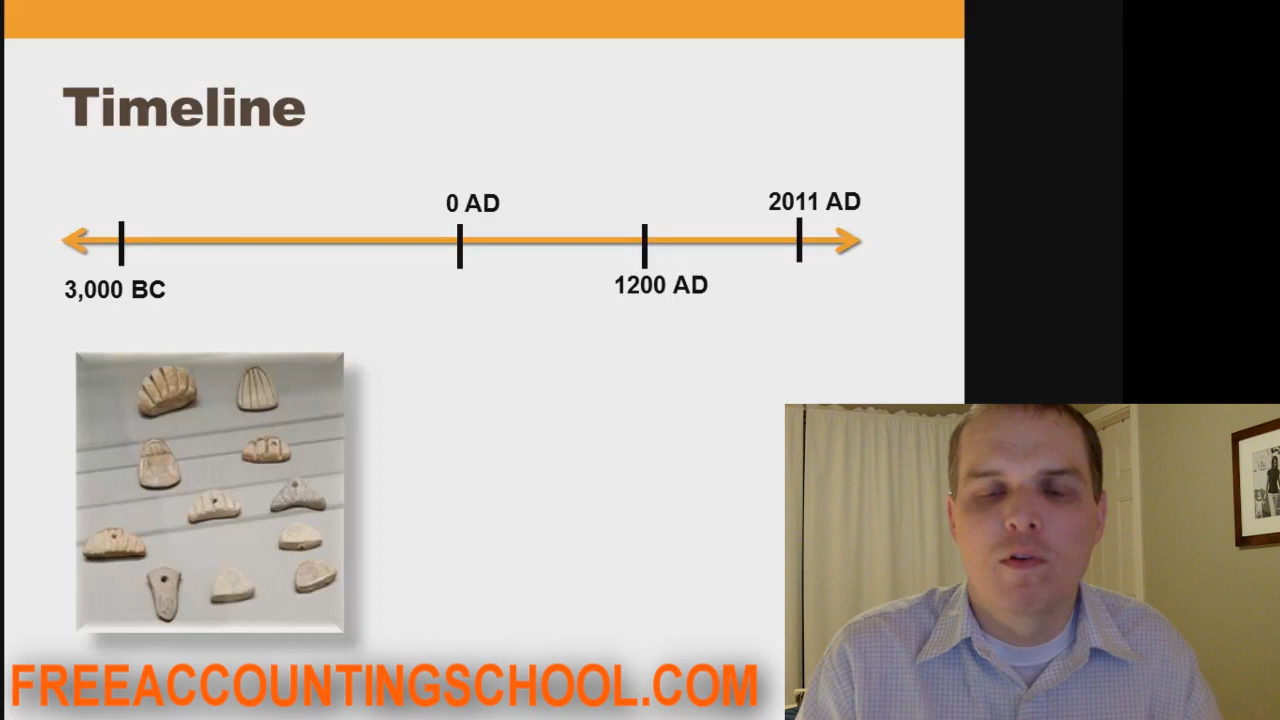 Timeline
0 AD
2011 AD
3,000 BC
1200 AD
FREEACCOUNTINGSCHOOL.COM